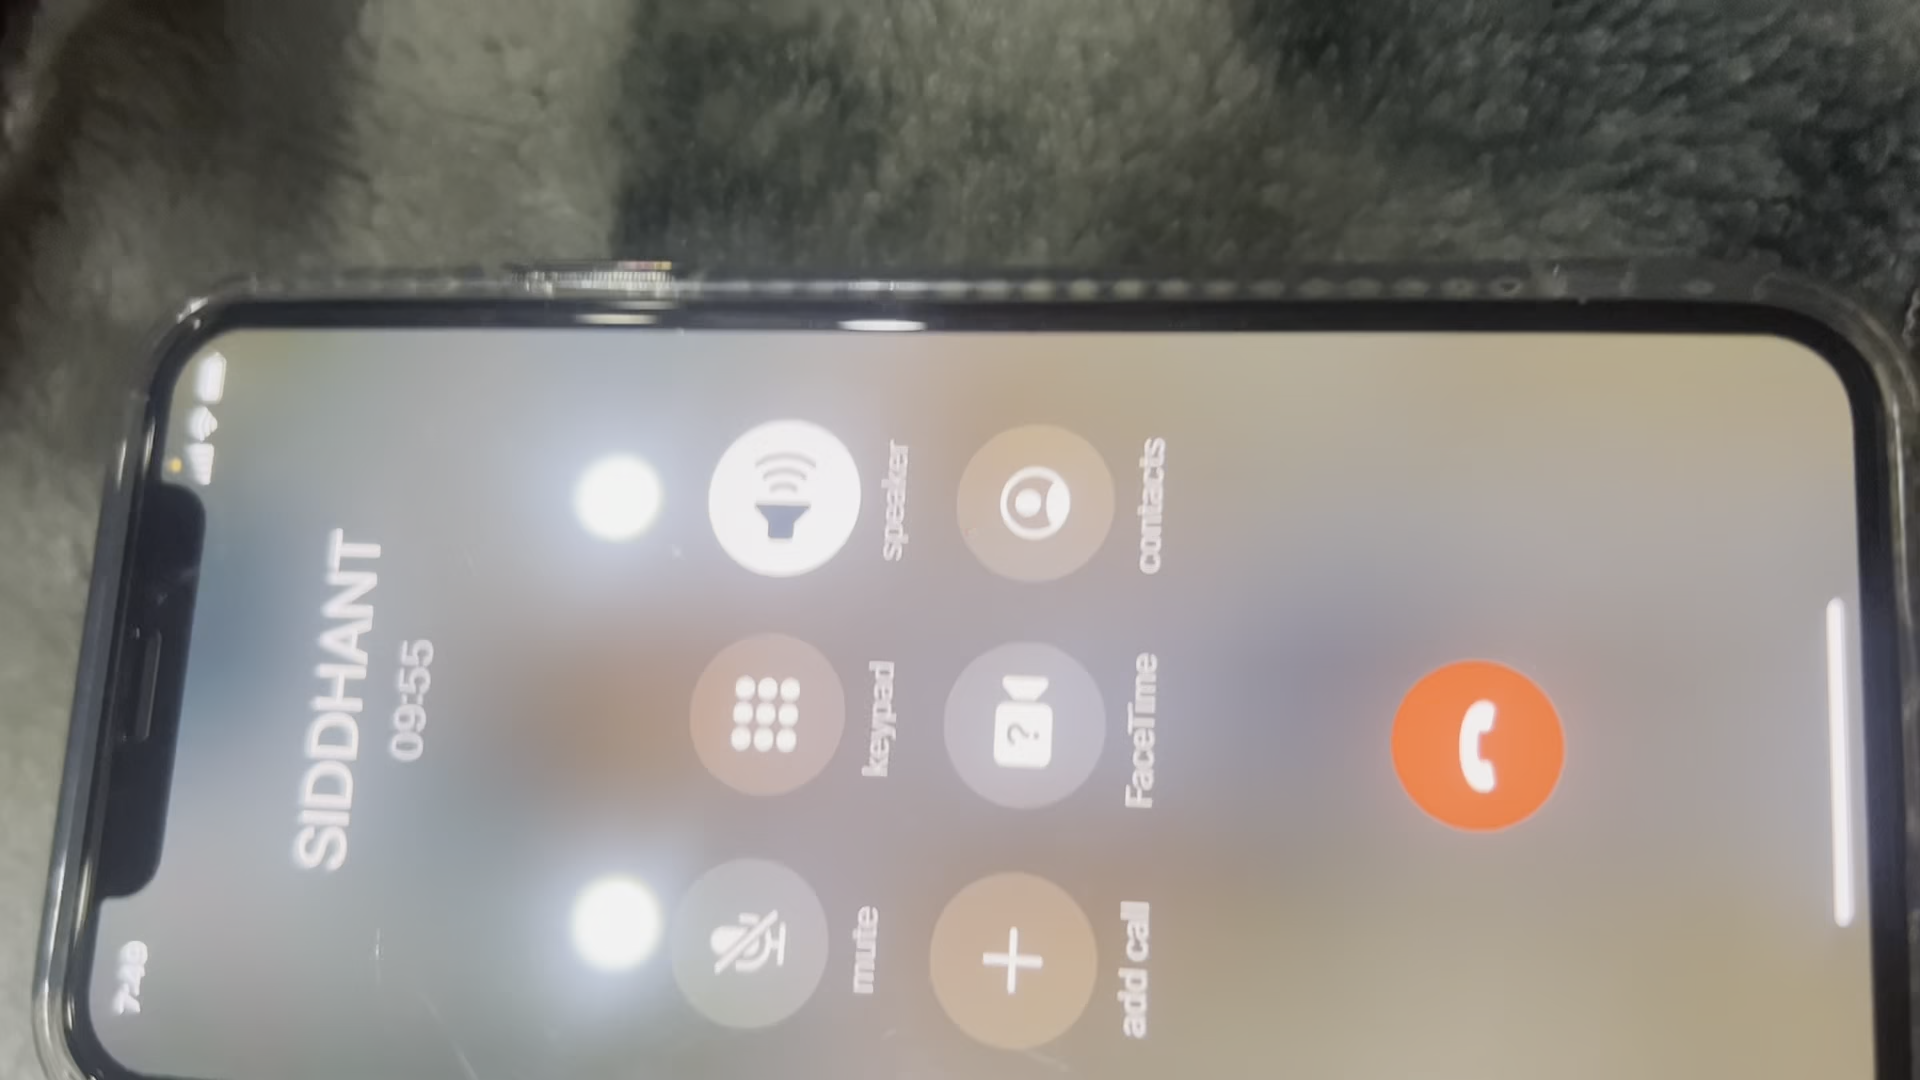 7:49
SIDDHANT
09:55
mute
keypad
speaker
add call
FaceTime
contacts